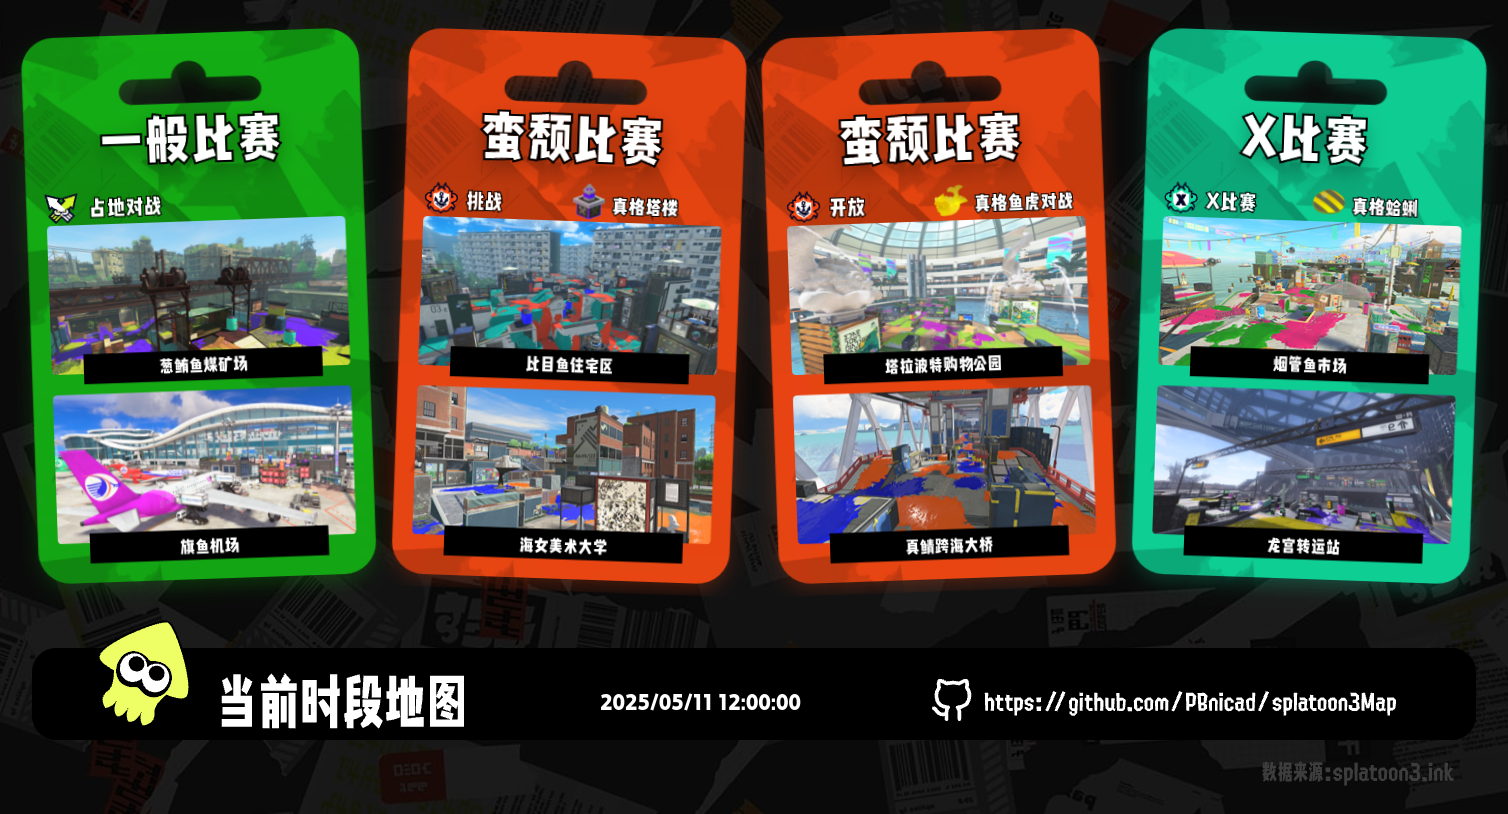 一般比赛
占地对战
葱鲔鱼煤矿场
旗鱼机场
蛮颓比赛
挑战
真格塔楼
比目鱼住宅区
海女美术大学
蛮颓比赛
开放
真格鱼虎对战
塔拉波特购物公园
真鲭跨海大桥
X比赛
X比赛
真格蛤蜊
烟管鱼市场
龙宫转运站
当前时段地图
2025/05/11 12:00:00
https://github.com/PBnicad/splatoon3Map
数据来源:splatoon3.ink